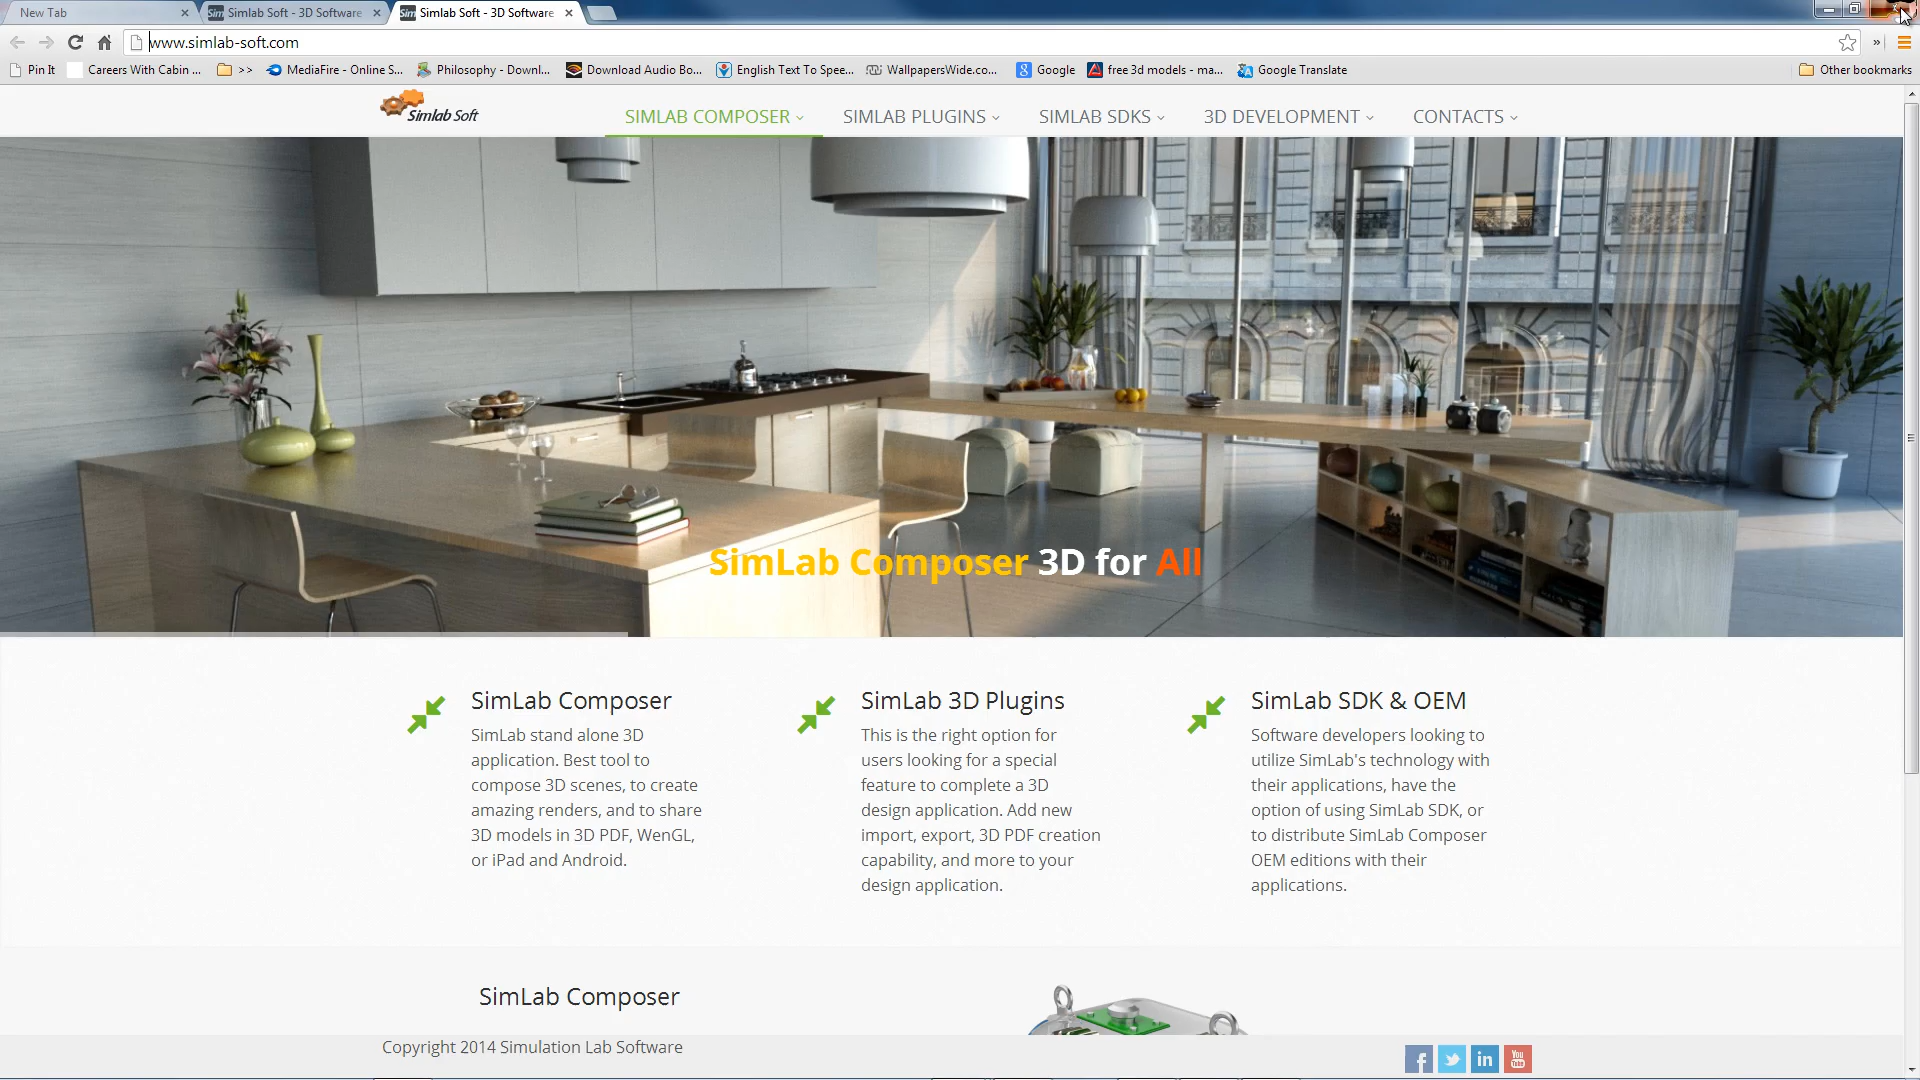 New Tab
Sim Simlab Soft - 3D Software
Sim Simlab Soft - 3D Software
www.simlab-soft.com
Pin It
Careers With Cabin ...
>>
MediaFire - Online S...
Philosophy - Downl...
Download Audio Bo...
English Text To Spee...
WallpapersWide.co...
8 Google
free 3d models - ma...
Google Translate
Other bookmarks
Simlab Soft
SIMLAB COMPOSER
SIMLAB PLUGINS
SIMLAB SDKS
3D DEVELOPMENT
CONTACTS
SimLab Composer 3D for All
SimLab Composer
SimLab stand alone 3D
application. Best tool to
compose 3D scenes, to create
amazing renders, and to share
3D models in 3D PDF, WenGL,
or iPad and Android.
SimLab 3D Plugins
This is the right option for
users looking for a special
feature to complete a 3D
design application. Add new
import, export, 3D PDF creation
capability, and more to your
design application.
SimLab SDK & OEM
Software developers looking to
utilize SimLab's technology with
their applications, have the
option of using SimLab SDK, or
to distribute SimLab Composer
OEM editions with their
applications.
SimLab Composer
Copyright 2014 Simulation Lab Software
f
in
You Tube